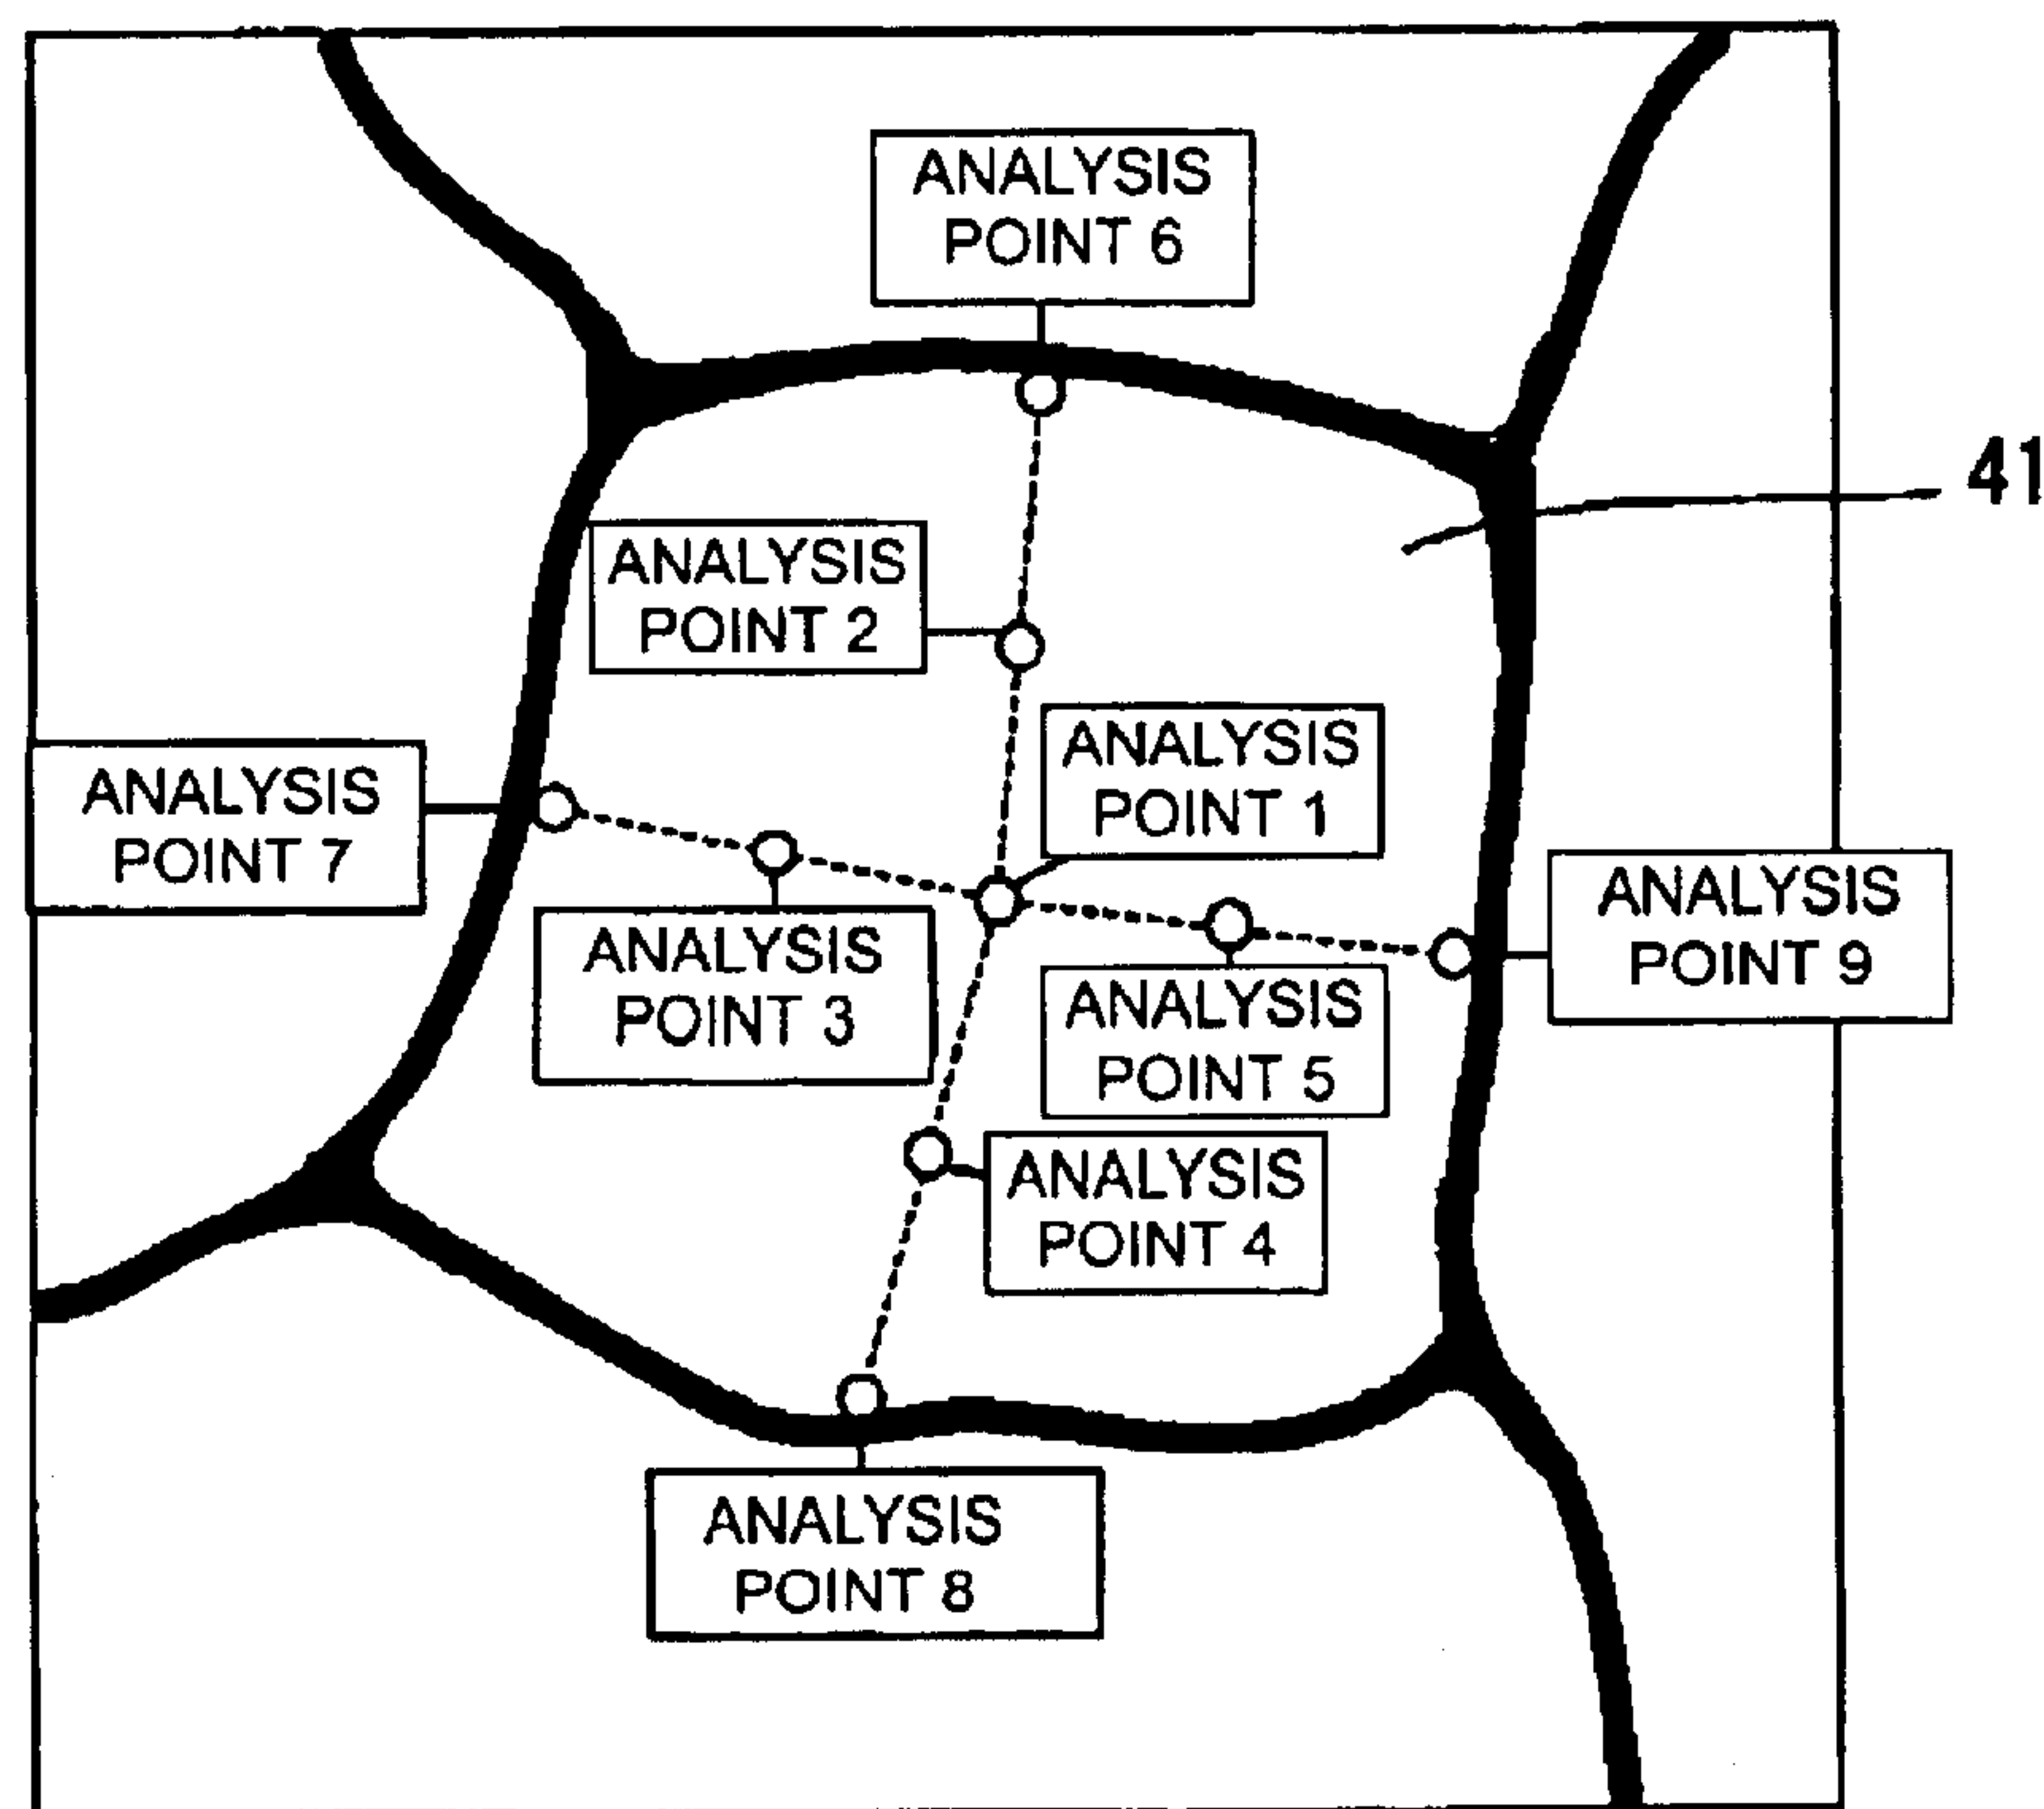 ANALYSIS
POINT 6
41
ANALYSIS
POINT 2
ANALYSIS
POINT 1
ANALYSIS
POINT 7
ANALYSIS
POINT 9
ANALYSIS
POINT 3
ANALYSIS
POINT 5
ANALYSIS
POINT 4
ANALYSIS
POINT 8